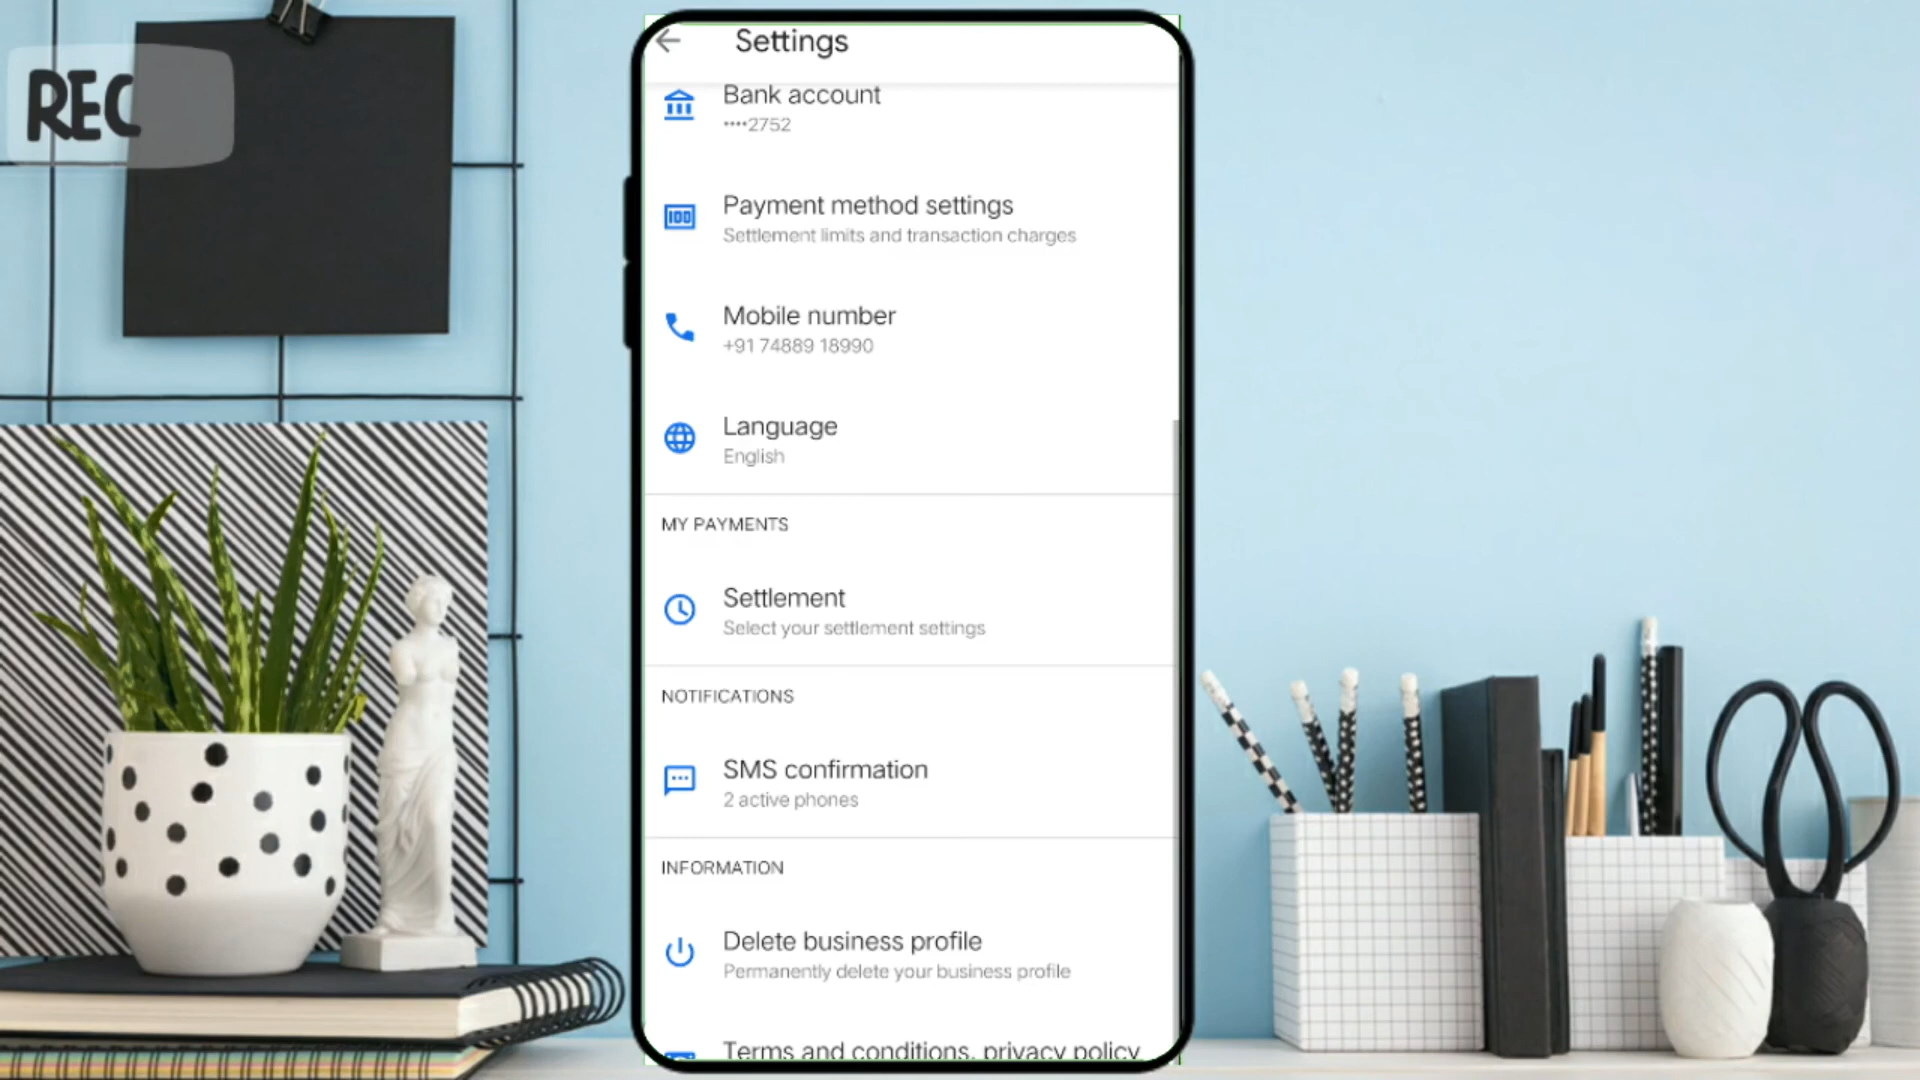 REC
Settings
Bank account
••••2752
Payment method settings
Settlement limits and transaction charges
Mobile number
+91 74889 18990
Language
English
MY PAYMENTS
Settlement
Select your settlement settings
NOTIFICATIONS
SMS confirmation
2 active phones
INFORMATION
Delete business profile
Permanently delete your business profile
Terms and conditions, privacy policy